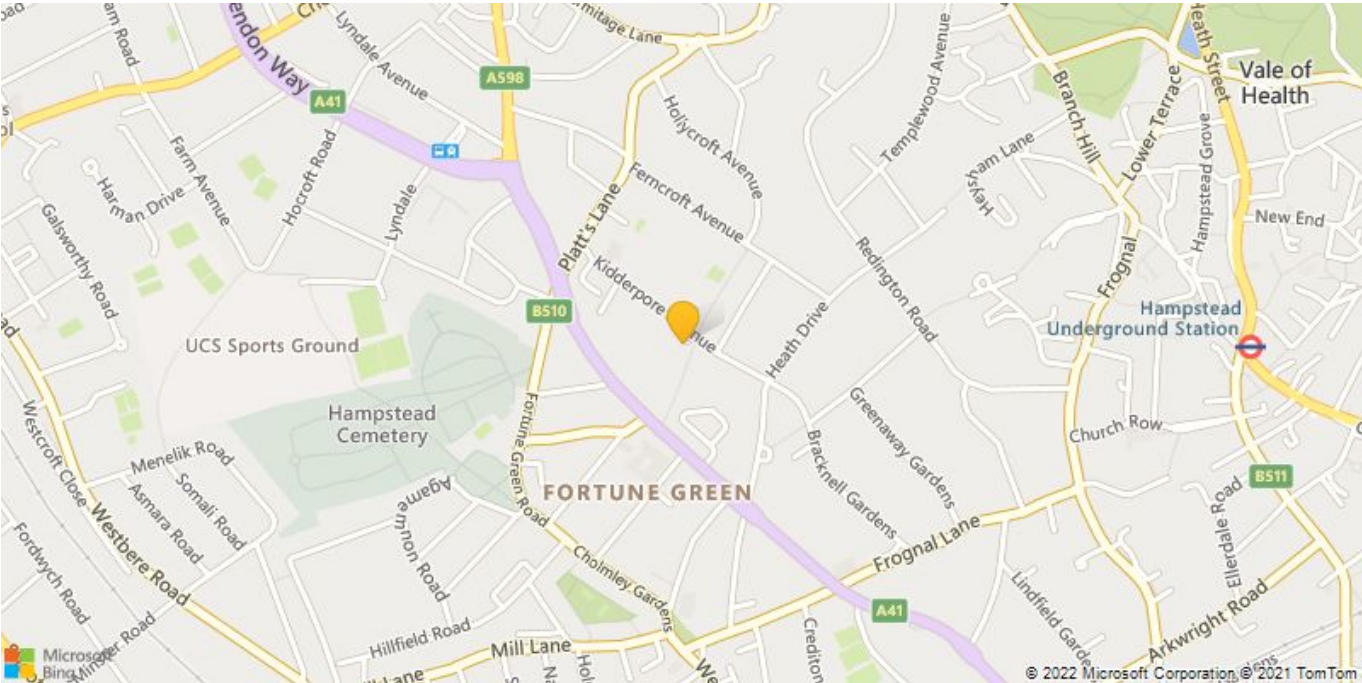 Hermitage Lane
Heath Street
Lyndale Avenue
Hendon Way
A598
A41
Vale of
Health
Templewood Avenue
Branch Hill
Lower Terrace
Hampstead Grove
Hollycroft Avenue
Farm Avenue
Hocroft Road
Harman Drive
Lyndale
Galsworthy Road
Platt's Lane
Ferncroft Avenue
Heysham Lane
New End
Kidderpore Avenue
Redington Road
Frognal
B510
Hampstead
Underground Station
UCS Sports Ground
Heath Drive
Hampstead
Cemetery
Greenaway Gardens
Church Row
Fortune Green Road
Bracknell Gardens
Westcroft Close
Menelik Road
Asmara Road
Somali Road
Agamemnon Road
FORTUNE GREEN
B511
Ellerdale Road
Westbere Road
Fordwych Road
Frognal Lane
Cholmley Gardens
Lindfield Gardens
A41
Arkwright Road
Hillfield Road
Mill Lane
Crediton
Minster Road
Mill Lane
Microsoft
Bing
© 2022 Microsoft Corporation © 2021 TomTom